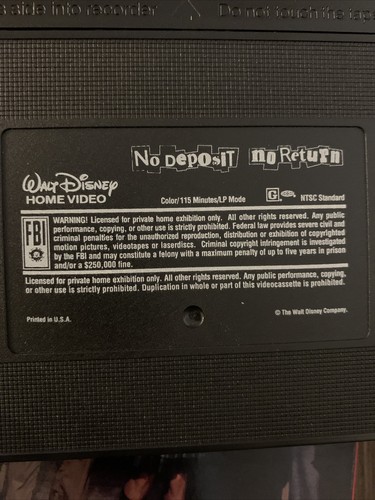 side into recorder Do not touch the tape
No Deposit No Return
Walt Disney
HOME VIDEO
Color/115 Minutes/LP Mode G NTSC Standard
FBI
WARNING! Licensed for private home exhibition only. All other rights reserved. Any public
performance, copying, or other use is strictly prohibited. Federal law provides severe civil and
criminal penalties for the unauthorized reproduction, distribution or exhibition of copyrighted
motion pictures, videotapes or laserdiscs. Criminal copyright infringement is investigated
by the FBI and may constitute a felony with a maximum penalty of up to five years in prison
and/or a $250,000 fine.
Licensed for private home exhibition only. All other rights reserved. Any public performance, copying,
or other use is strictly prohibited. Duplication in whole or part of this videocassette is prohibited.
Printed in U.S.A. © The Walt Disney Company.